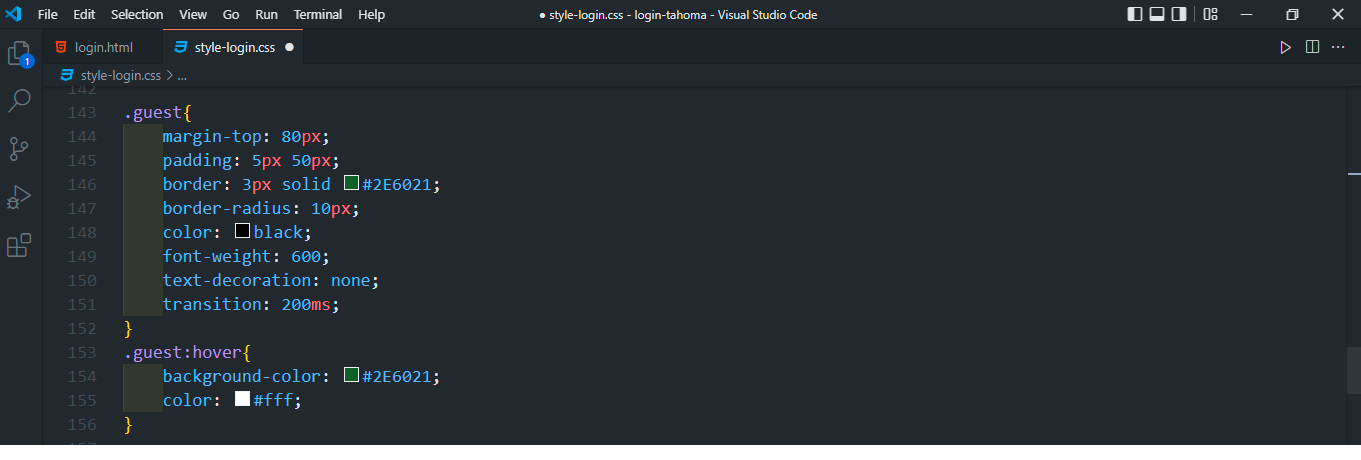 File Edit Selection View Go Run Terminal Help ● style-login.css - login-tahoma - Visual Studio Code
login.html style-login.css ●
1
style-login.css > ...
142
143 .guest{
144 margin-top: 80px;
145 padding: 5px 50px;
146 border: 3px solid #2E6021;
147 border-radius: 10px;
148 color: black;
149 font-weight: 600;
150 text-decoration: none;
151 transition: 200ms;
152 }
153 .guest:hover{
154 background-color: #2E6021;
155 color: #fff;
156 }
157